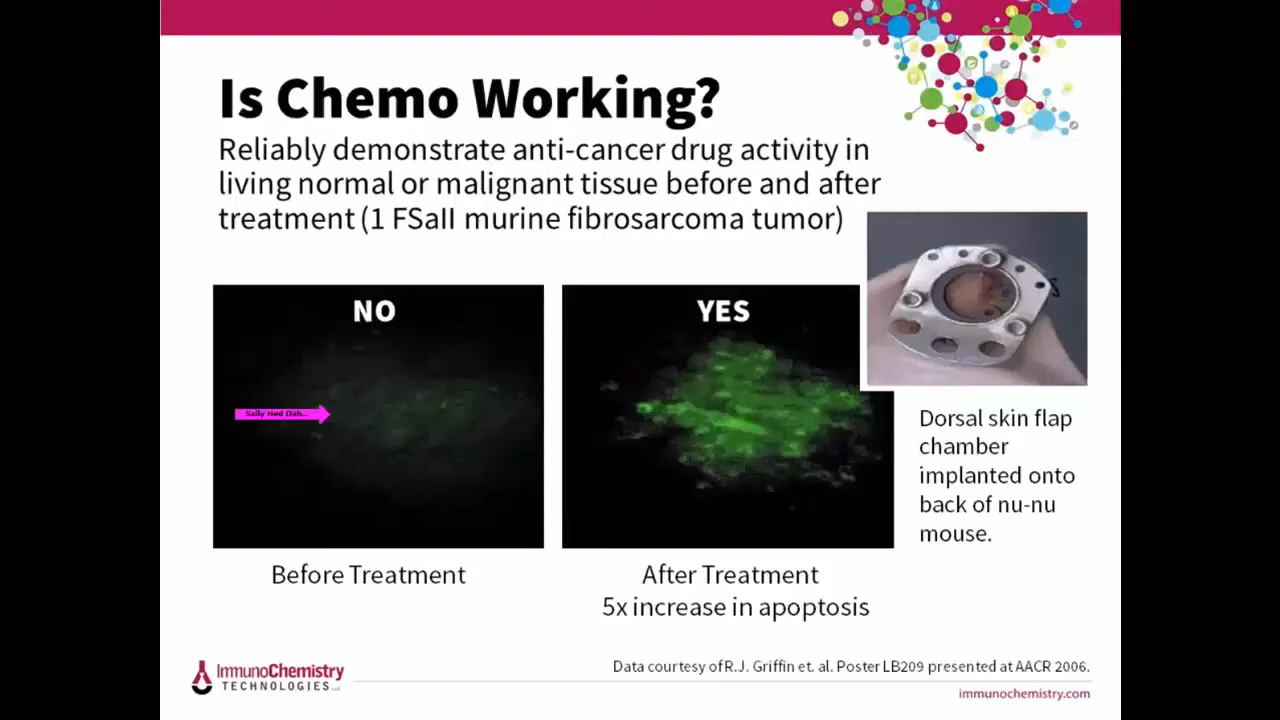 Is Chemo Working?
Reliably demonstrate anti-cancer drug activity in
living normal or malignant tissue before and after
treatment (1 FSaII murine fibrosarcoma tumor)
NO
YES
Sally Hed Dah...
Before Treatment
After Treatment
5x increase in apoptosis
Dorsal skin flap
chamber
implanted onto
back of nu-nu
mouse.
ImmunoChemistry
TECHNOLOGIES
Data courtesy of R.J. Griffin et. al. Poster LB209 presented at AACR 2006.
immunochemistry.com